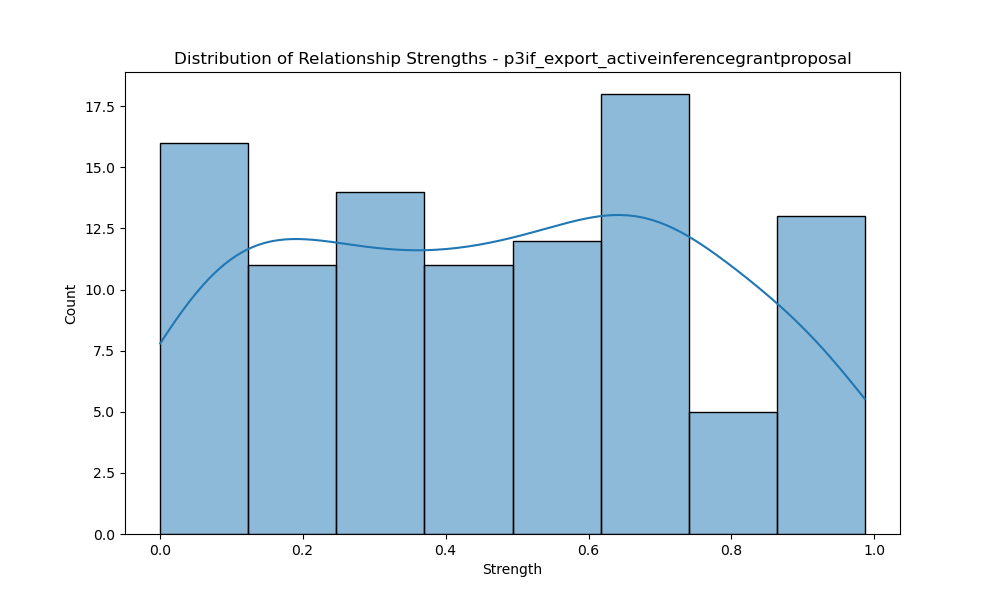 Distribution of Relationship Strengths - p3if_export_activeinferencegrantproposal
17.5
15.0
12.5
10.0
7.5
5.0
2.5
0.0
Count
0.0 0.2 0.4 0.6 0.8 1.0
Strength